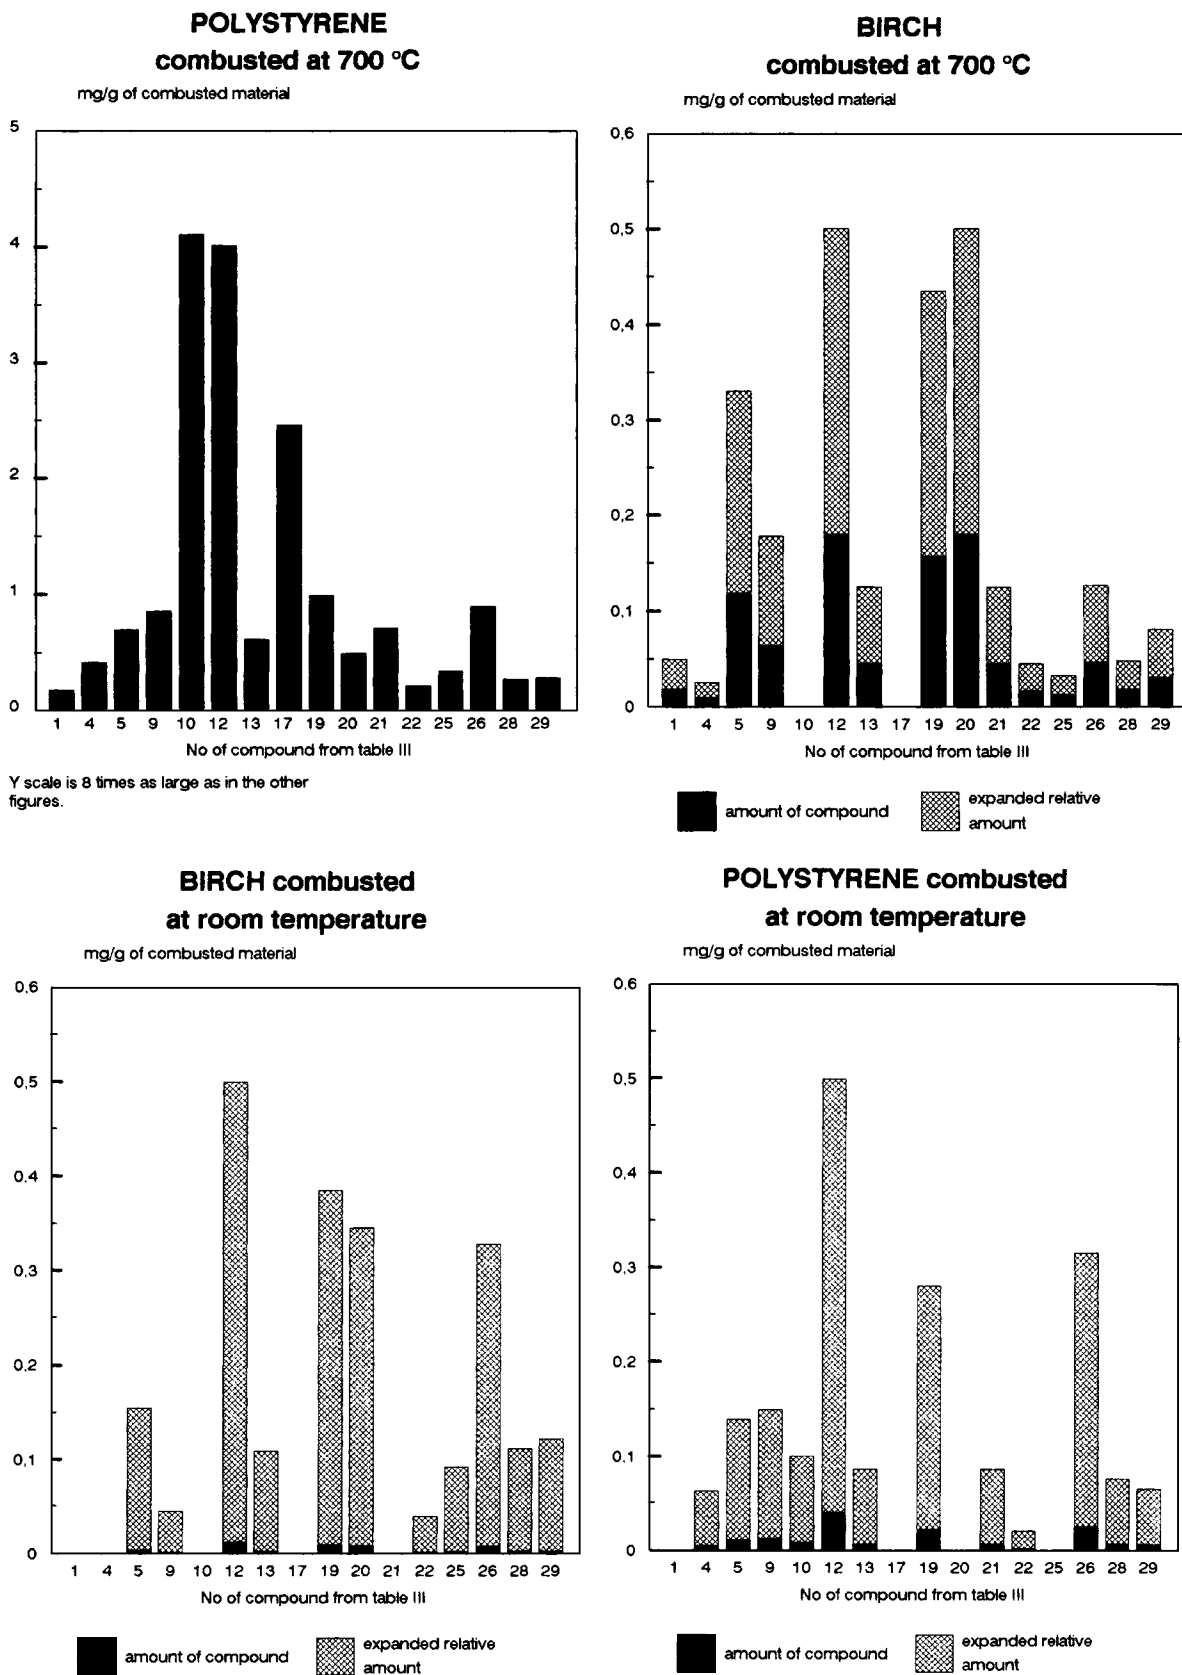 POLYSTYRENE
combusted at 700 °C
mg/g of combusted material
5
4
3
2
1
0
1 4 5 9 10 12 13 17 19 20 21 22 25 26 28 29
No of compound from table III
Y scale is 8 times as large as in the other
figures.
BIRCH
combusted at 700 °C
mg/g of combusted material
0,6
0,5
0,4
0,3
0,2
0,1
0
1 4 5 9 10 12 13 17 19 20 21 22 25 26 28 29
No of compound from table III
amount of compound
expanded relative
amount
BIRCH combusted
at room temperature
mg/g of combusted material
0,6
0,5
0,4
0,3
0,2
0,1
0
1 4 5 9 10 12 13 17 19 20 21 22 25 26 28 29
No of compound from table III
amount of compound
expanded relative
amount
POLYSTYRENE combusted
at room temperature
mg/g of combusted material
0,6
0,5
0,4
0,3
0,2
0,1
0
1 4 5 9 10 12 13 17 19 20 21 22 25 26 28 29
No of compound from table III
amount of compound
expanded relative
amount